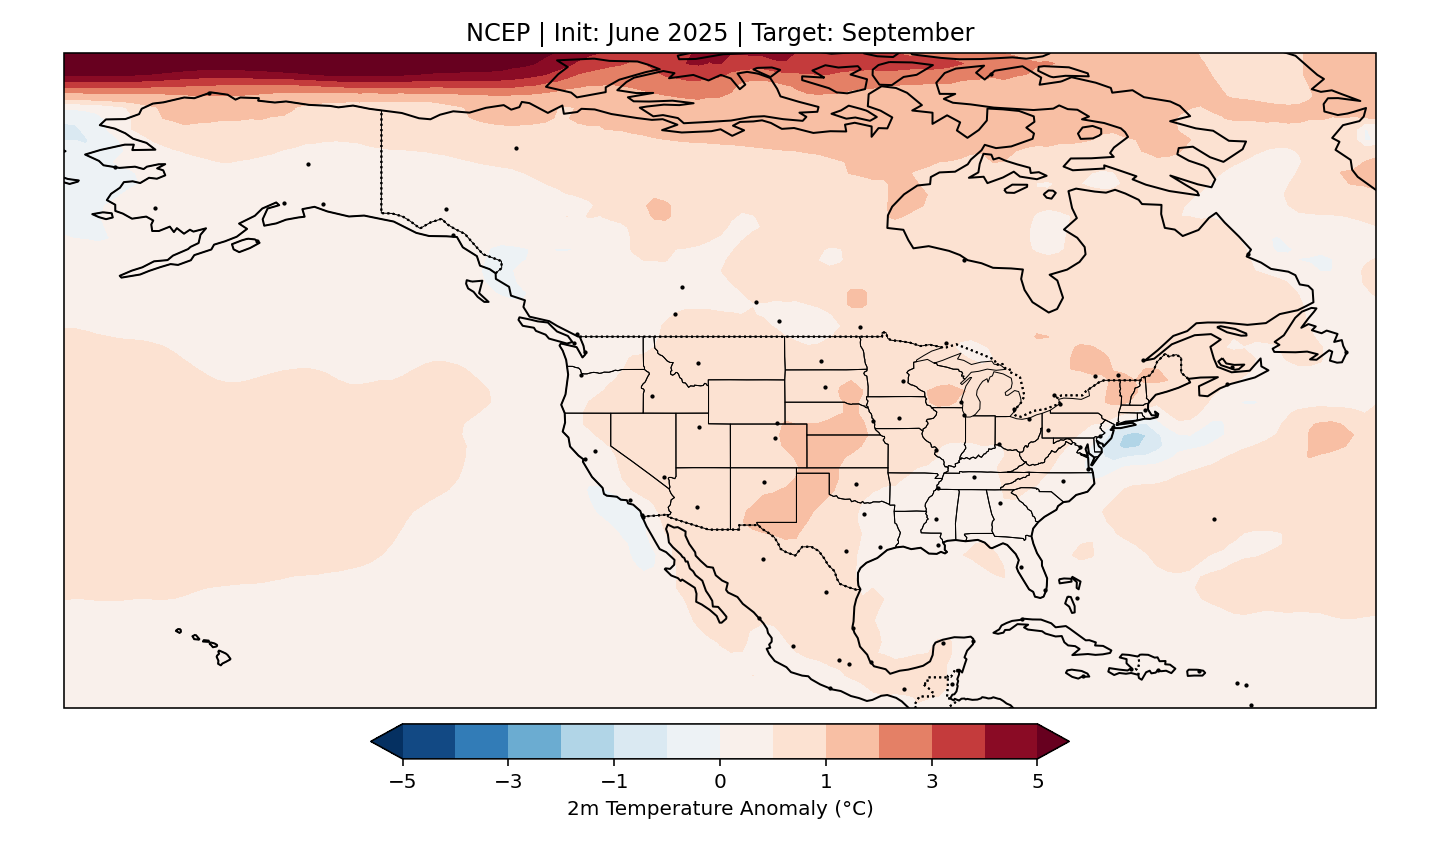 NCEP | Init: June 2025 | Target: September
−5 −3 −1 0 1 3 5
2m Temperature Anomaly (°C)